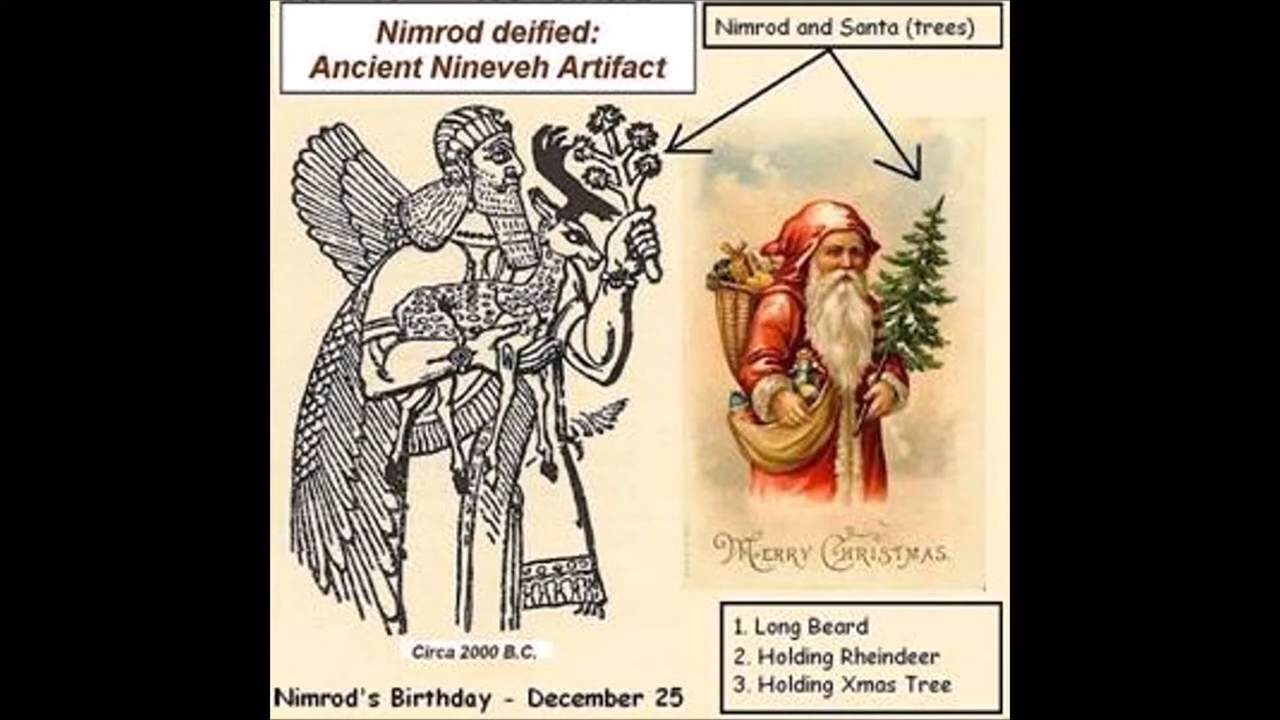 Nimrod deified:
Ancient Nineveh Artifact
Nimrod and Santa (trees)
MERRY CHRISTMAS.
Circa 2000 B.C.
Nimrod's Birthday - December 25
1. Long Beard
2. Holding Rheindeer
3. Holding Xmas Tree